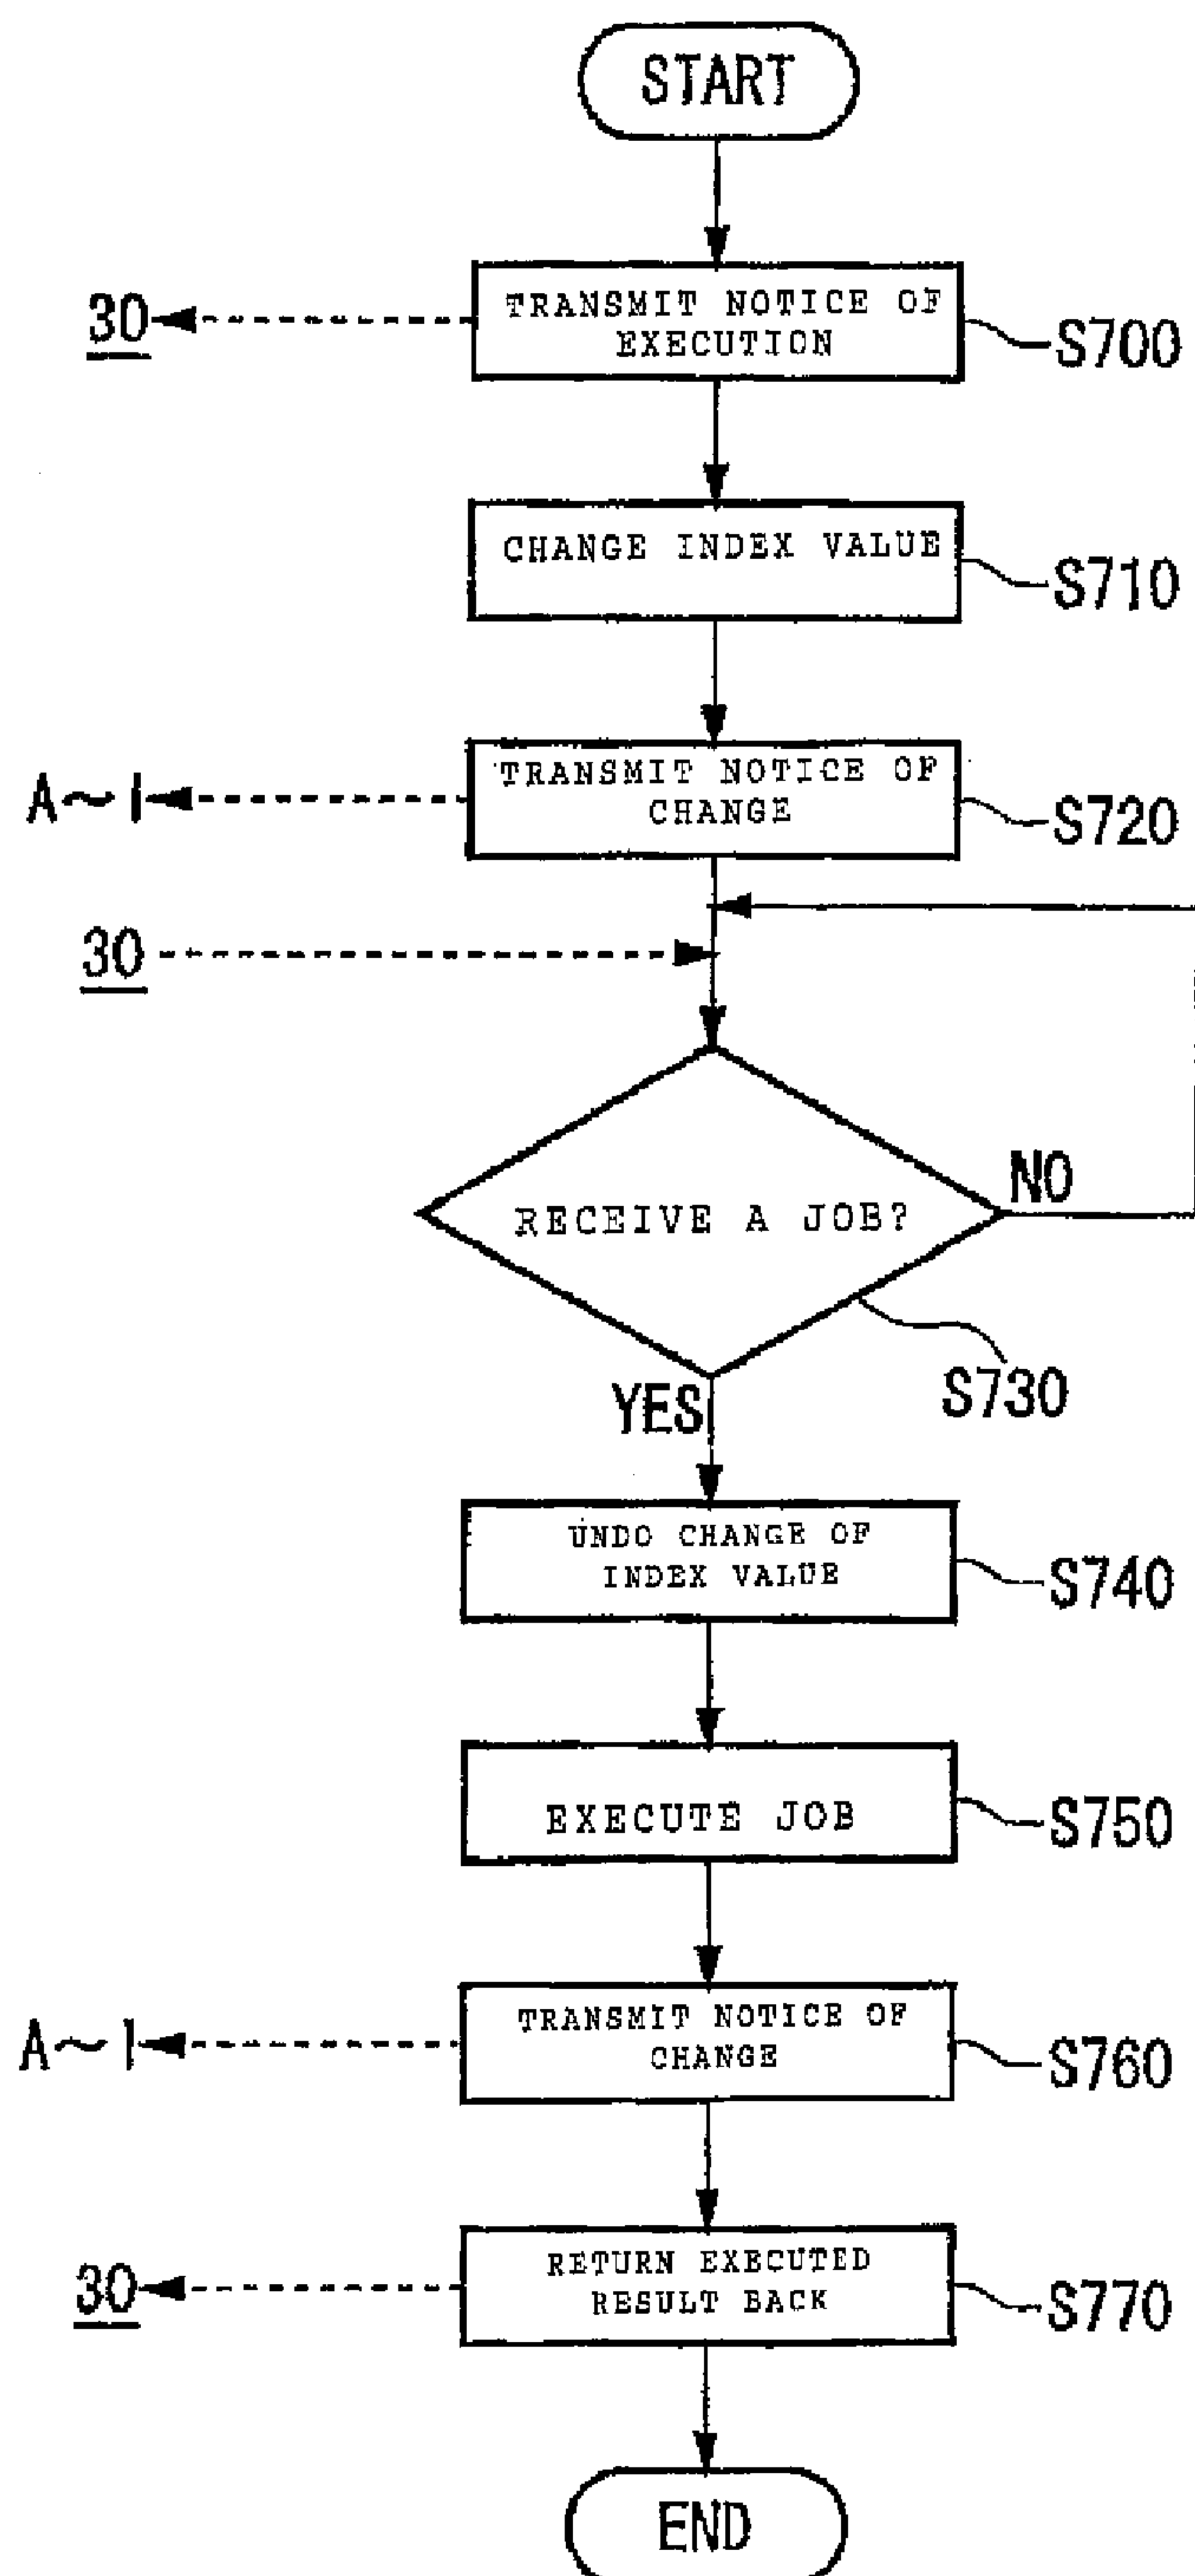 START
30
TRANSMIT NOTICE OF
EXECUTION
S700
CHANGE INDEX VALUE
S710
A~I
TRANSMIT NOTICE OF
CHANGE
S720
30
RECEIVE A JOB?
NO
S730
YES
UNDO CHANGE OF
INDEX VALUE
S740
EXECUTE JOB
S750
A~I
TRANSMIT NOTICE OF
CHANGE
S760
30
RETURN EXECUTED
RESULT BACK
S770
END